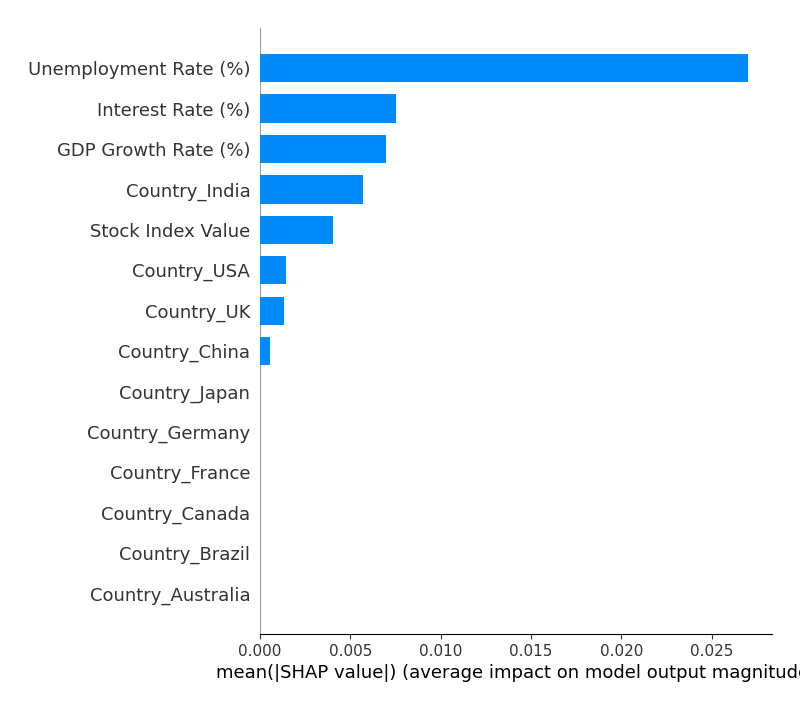 Unemployment Rate (%)
Interest Rate (%)
GDP Growth Rate (%)
Country_India
Stock Index Value
Country_USA
Country_UK
Country_China
Country_Japan
Country_Germany
Country_France
Country_Canada
Country_Brazil
Country_Australia
0.000 0.005 0.010 0.015 0.020 0.025
mean(|SHAP value|) (average impact on model output magnitude